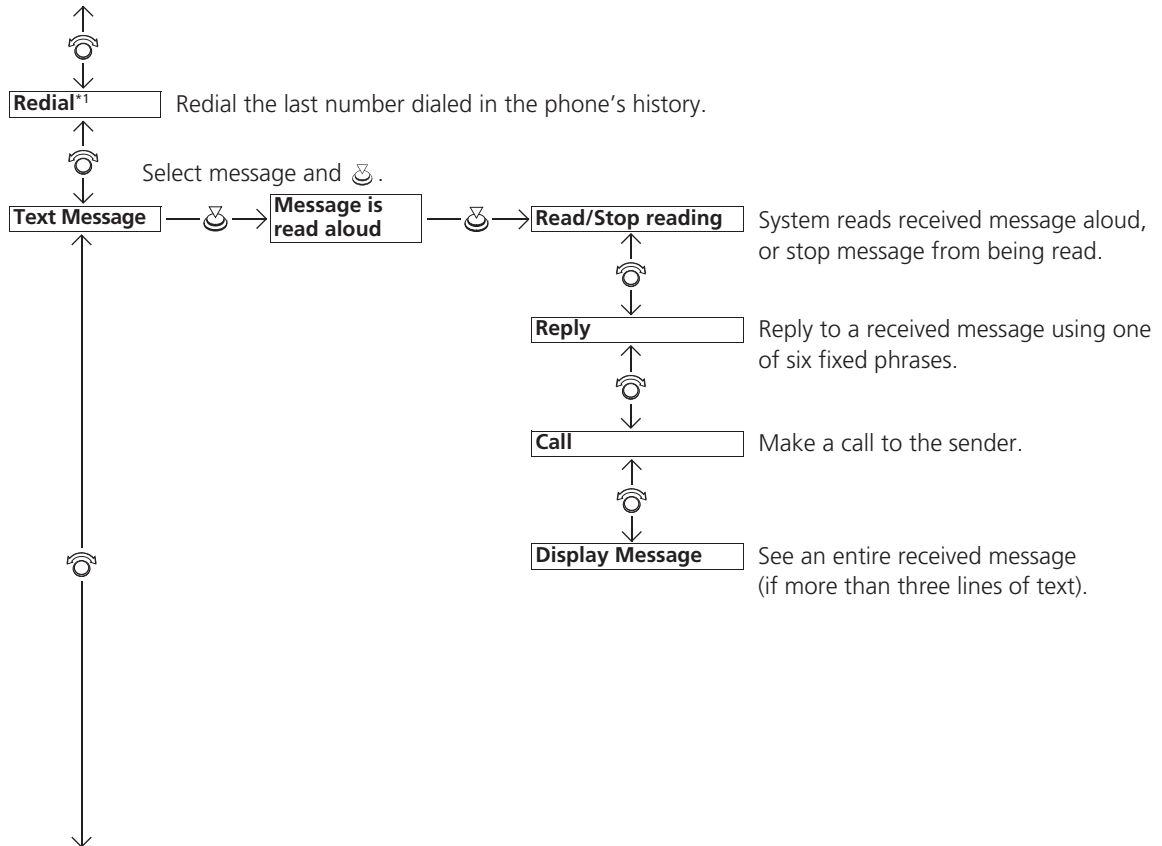 Redial*1 Redial the last number dialed in the phone's history.
Select message and .
Text Message
Message is
read aloud
Read/Stop reading
System reads received message aloud,
or stop message from being read.
Reply
Reply to a received message using one
of six fixed phrases.
Call
Make a call to the sender.
Display Message
See an entire received message
(if more than three lines of text).